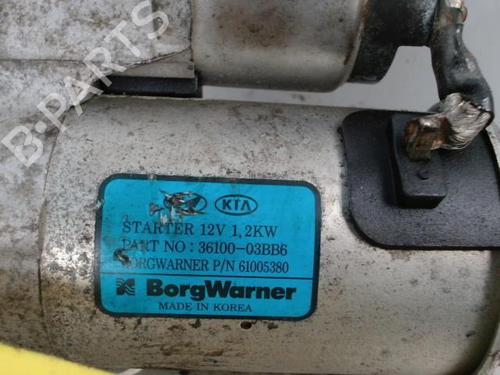 B-PARTS
KIA
STARTER 12V 1,2KW
PART NO : 36100-03BB6
BORGWARNER P/N 61005380
BorgWarner
MADE IN KOREA